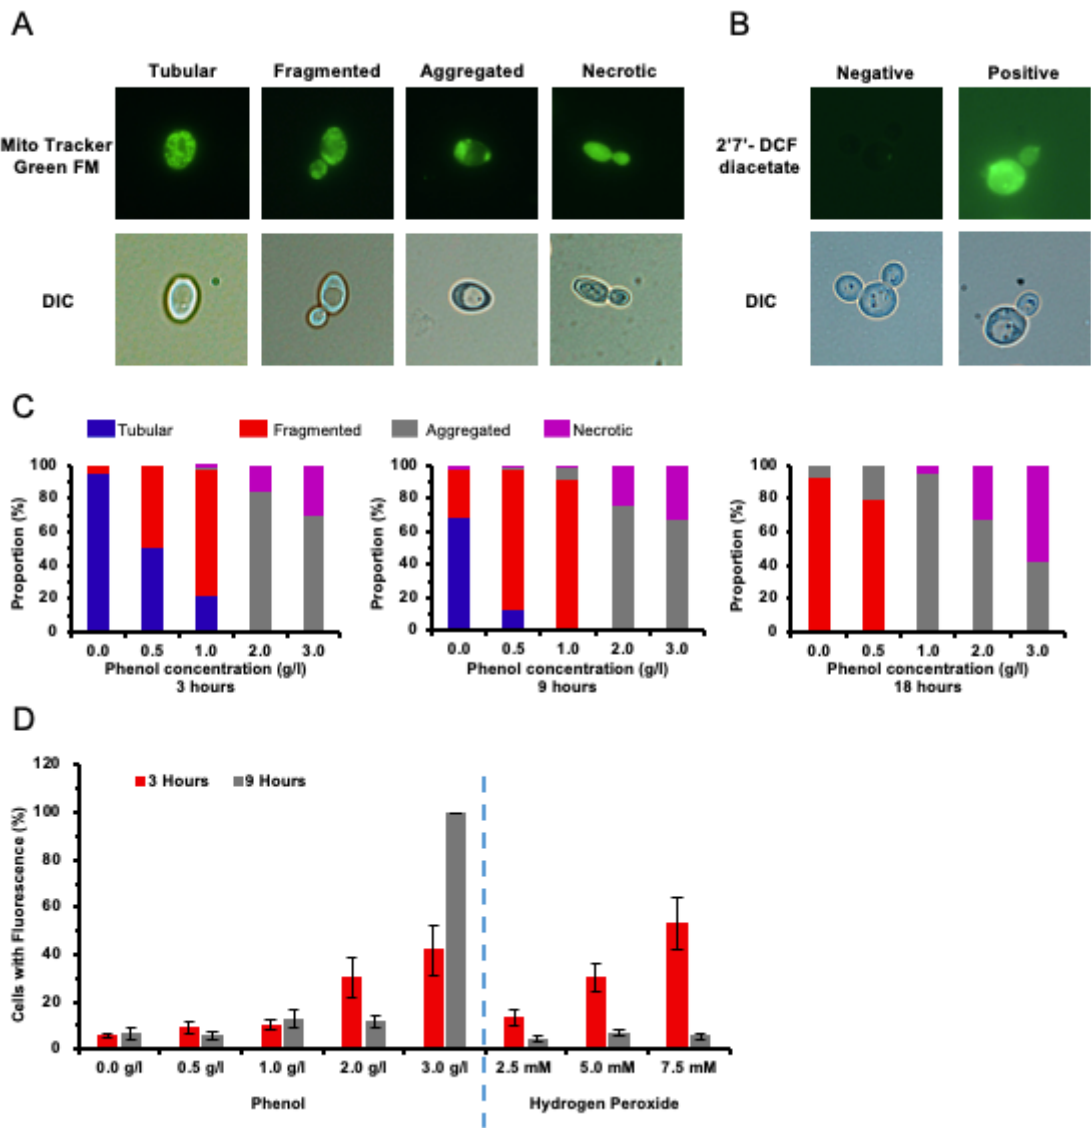 A
B
Tubular Fragmented Aggregated Necrotic
Negative Positive
Mito Tracker
Green FM
2'7'- DCF
diacetate
DIC
DIC
C
Tubular Fragmented Aggregated Necrotic
Proportion (%)
100
80
60
40
20
0
0.0 0.5 1.0 2.0 3.0
Phenol concentration (g/l)
3 hours
Proportion (%)
100
80
60
40
20
0
0.0 0.5 1.0 2.0 3.0
Phenol concentration (g/l)
9 hours
Proportion (%)
100
80
60
40
20
0
0.0 0.5 1.0 2.0 3.0
Phenol concentration (g/l)
18 hours
D
Cells with Fluorescence (%)
120
100
80
60
40
20
0
3 Hours 9 Hours
0.0 g/l 0.5 g/l 1.0 g/l 2.0 g/l 3.0 g/l 2.5 mM 5.0 mM 7.5 mM
Phenol Hydrogen Peroxide